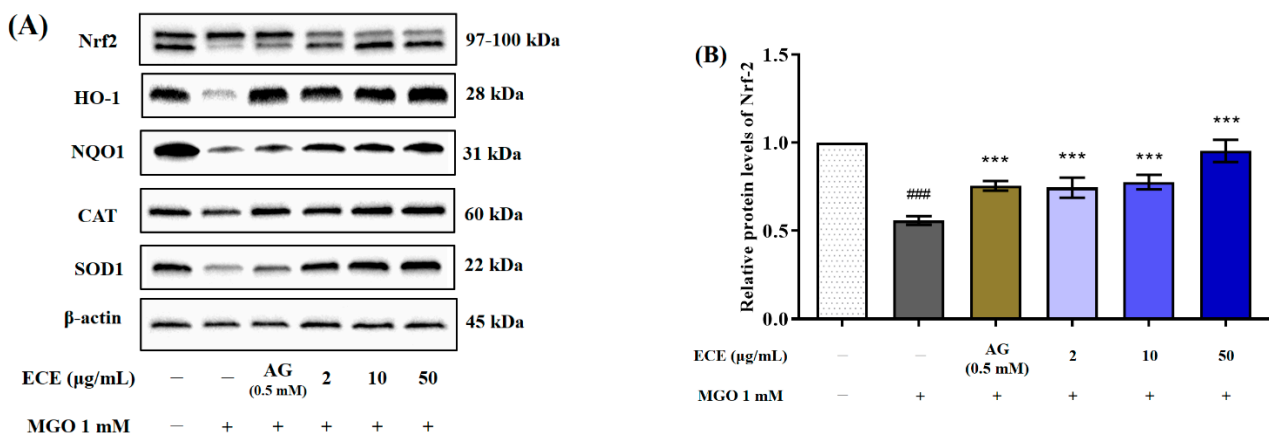 (A)
Nrf2 97-100 kDa
HO-1 28 kDa
NQO1 31 kDa
CAT 60 kDa
SOD1 22 kDa
β-actin 45 kDa
ECE (μg/mL) – – AG (0.5 mM) 2 10 50
MGO 1 mM – + + + + +
(B)
Relative protein levels of Nrf-2
1.0
0.5
0.0
### *** *** *** ***
ECE (μg/mL) – – AG (0.5 mM) 2 10 50
MGO 1 mM – + + + + +